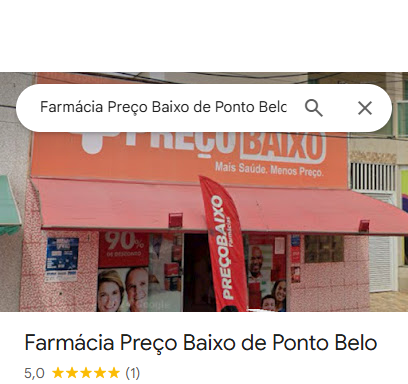 Farmácia Preço Baixo de Ponto Belo
PREÇO BAIXO
Mais Saúde. Menos Preço.
90%
DE DESCONTO
PREÇO BAIXO
Farmácias
Google
Farmácia Preço Baixo de Ponto Belo
5,0 ★★★★★ (1)